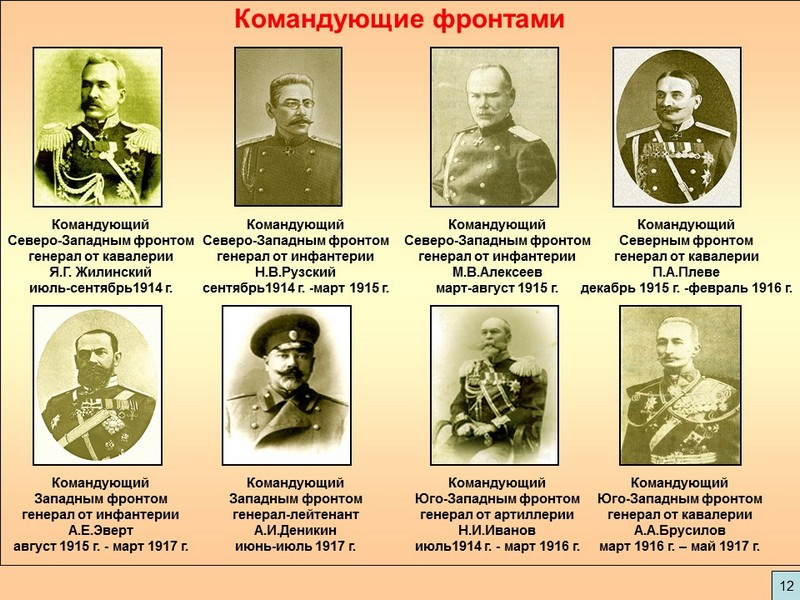 Командующие фронтами
Командующий
Северо-Западным фронтом
генерал от кавалерии
Я.Г. Жилинский
июль-сентябрь1914 г.
Командующий
Северо-Западным фронтом
генерал от инфантерии
Н.В.Рузский
сентябрь1914 г. -март 1915 г.
Командующий
Северо-Западным фронтом
генерал от инфантерии
М.В.Алексеев
март-август 1915 г.
Командующий
Северным фронтом
генерал от кавалерии
П.А.Плеве
декабрь 1915 г. -февраль 1916 г.
Командующий
Западным фронтом
генерал от инфантерии
А.Е.Эверт
август 1915 г. - март 1917 г.
Командующий
Западным фронтом
генерал-лейтенант
А.И.Деникин
июнь-июль 1917 г.
Командующий
Юго-Западным фронтом
генерал от артиллерии
Н.И.Иванов
июль1914 г. - март 1916 г.
Командующий
Юго-Западным фронтом
генерал от кавалерии
А.А.Брусилов
март 1916 г. – май 1917 г.
12